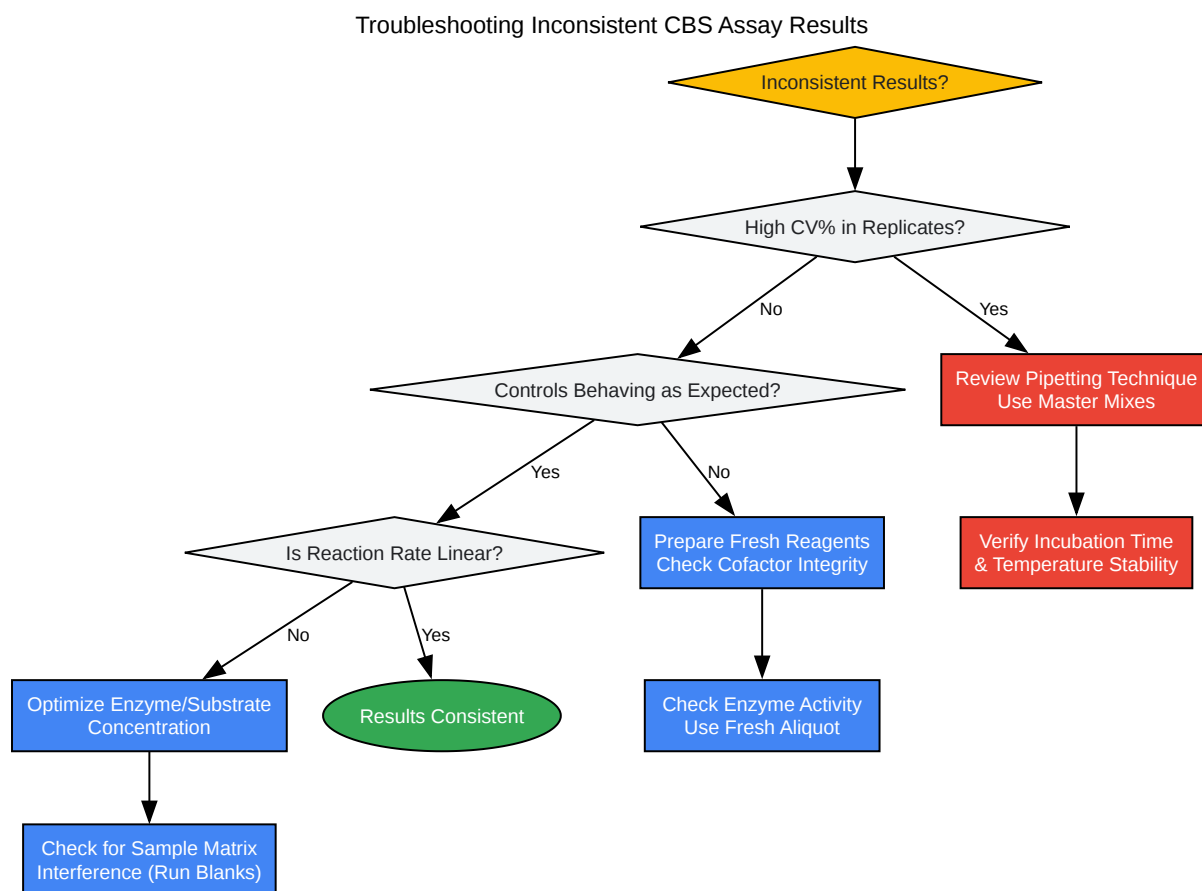 Troubleshooting Inconsistent CBS Assay Results
Inconsistent Results?
High CV% in Replicates?
No
Yes
Controls Behaving as Expected?
Review Pipetting Technique
Use Master Mixes
Yes
No
Is Reaction Rate Linear?
Prepare Fresh Reagents
Check Cofactor Integrity
Verify Incubation Time
& Temperature Stability
No
Yes
Optimize Enzyme/Substrate
Concentration
Results Consistent
Check Enzyme Activity
Use Fresh Aliquot
Check for Sample Matrix
Interference (Run Blanks)